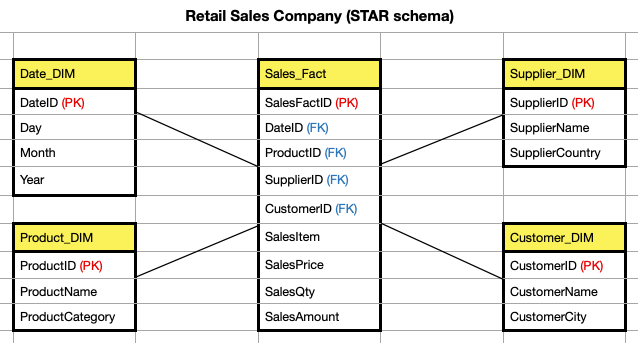 Retail Sales Company (STAR schema)
Date_DIM
DateID (PK)
Day
Month
Year
Product_DIM
ProductID (PK)
ProductName
ProductCategory
Sales_Fact
SalesFactID (PK)
DateID (FK)
ProductID (FK)
SupplierID (FK)
CustomerID (FK)
SalesItem
SalesPrice
SalesQty
SalesAmount
Supplier_DIM
SupplierID (PK)
SupplierName
SupplierCountry
Customer_DIM
CustomerID (PK)
CustomerName
CustomerCity